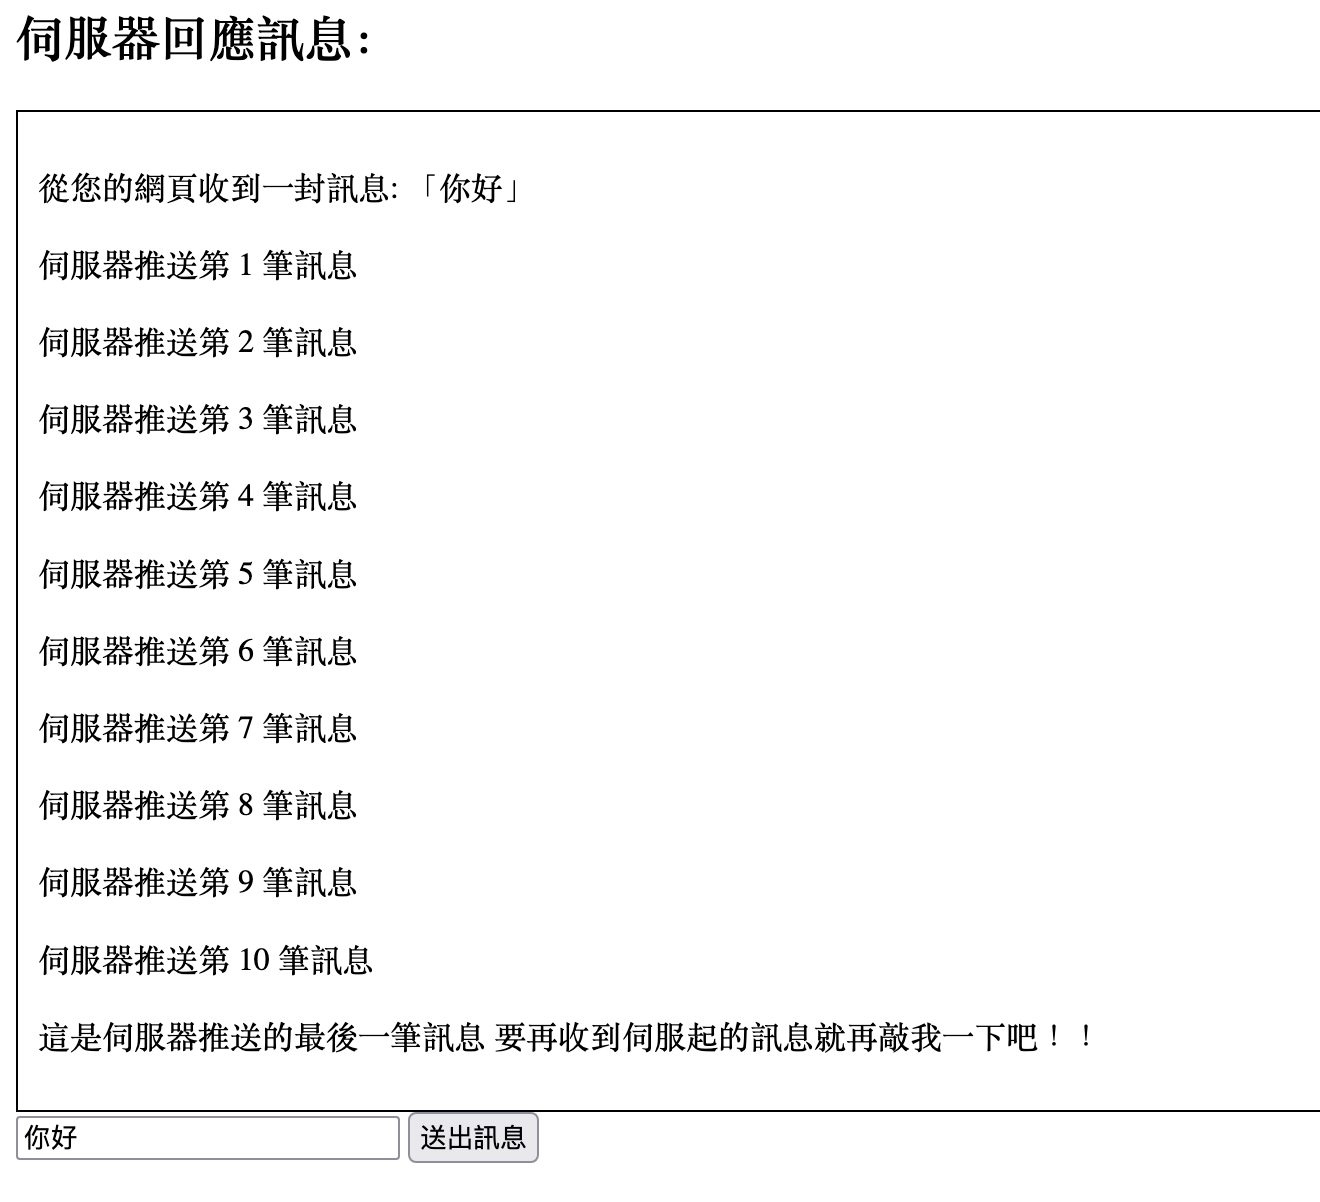 伺服器回應訊息:
從您的網頁收到一封訊息: 「你好」
伺服器推送第 1 筆訊息
伺服器推送第 2 筆訊息
伺服器推送第 3 筆訊息
伺服器推送第 4 筆訊息
伺服器推送第 5 筆訊息
伺服器推送第 6 筆訊息
伺服器推送第 7 筆訊息
伺服器推送第 8 筆訊息
伺服器推送第 9 筆訊息
伺服器推送第 10 筆訊息
這是伺服器推送的最後一筆訊息 要再收到伺服起的訊息就再敲我一下吧！！
你好 送出訊息